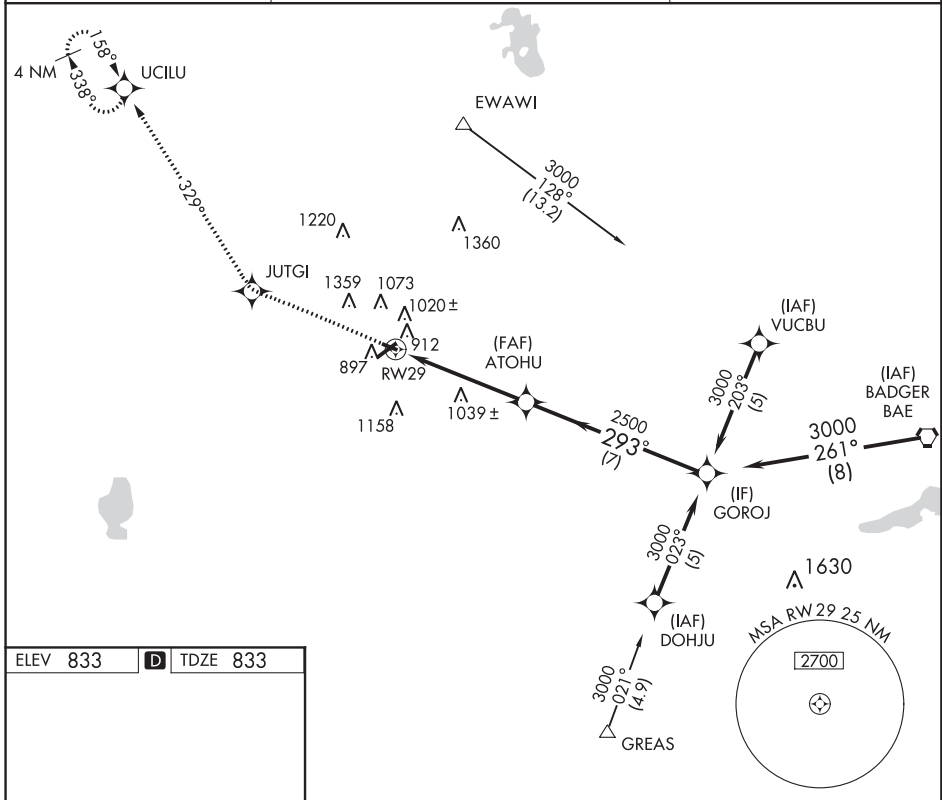 158°
4 NM
338°
UCILU
EWAWI
3000
128°
(13.2)
329°
1220
1360
JUTGI
1359
1073
1020 ±
912
897
RW29
(FAF)
ATOHU
(IAF)
VUCBU
3000
203°
(5)
(IAF)
BADGER
BAE
1158
1039 ±
2500
293°
(7)
3000
261°
(8)
(IF)
GOROJ
3000
023°
(5)
1630
(IAF)
DOHJU
MSA RW 29 25 NM
2700
ELEV 833
D
TDZE 833
3000
021°
(4.9)
GREAS